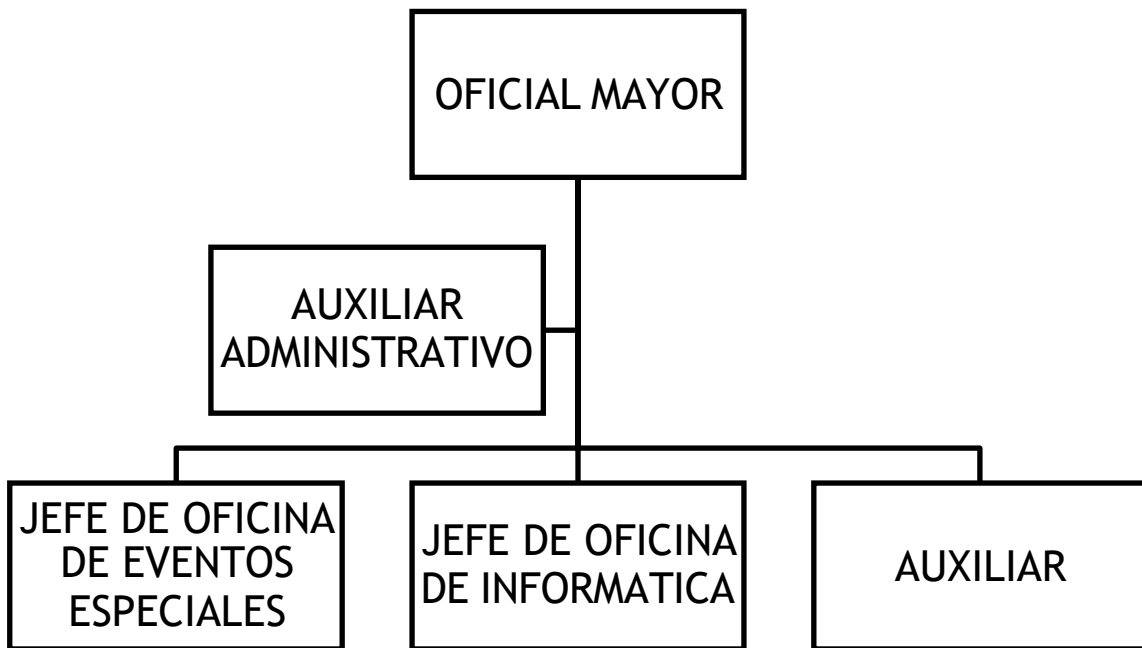 OFICIAL MAYOR
AUXILIAR
ADMINISTRATIVO
JEFE DE OFICINA
DE EVENTOS
ESPECIALES
JEFE DE OFICINA
DE INFORMATICA
AUXILIAR